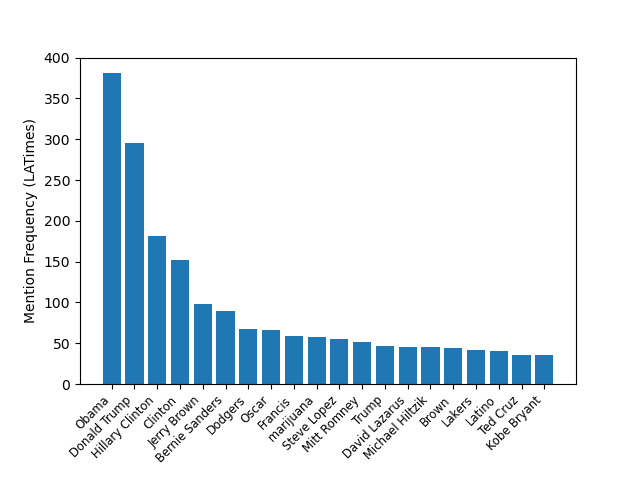 400
350
300
250
200
150
100
50
0
Mention Frequency (LATimes)
Obama
Donald Trump
Hillary Clinton
Clinton
Jerry Brown
Bernie Sanders
Dodgers
Oscar
Francis
marijuana
Steve Lopez
Mitt Romney
Trump
David Lazarus
Michael Hiltzik
Brown
Lakers
Latino
Ted Cruz
Kobe Bryant